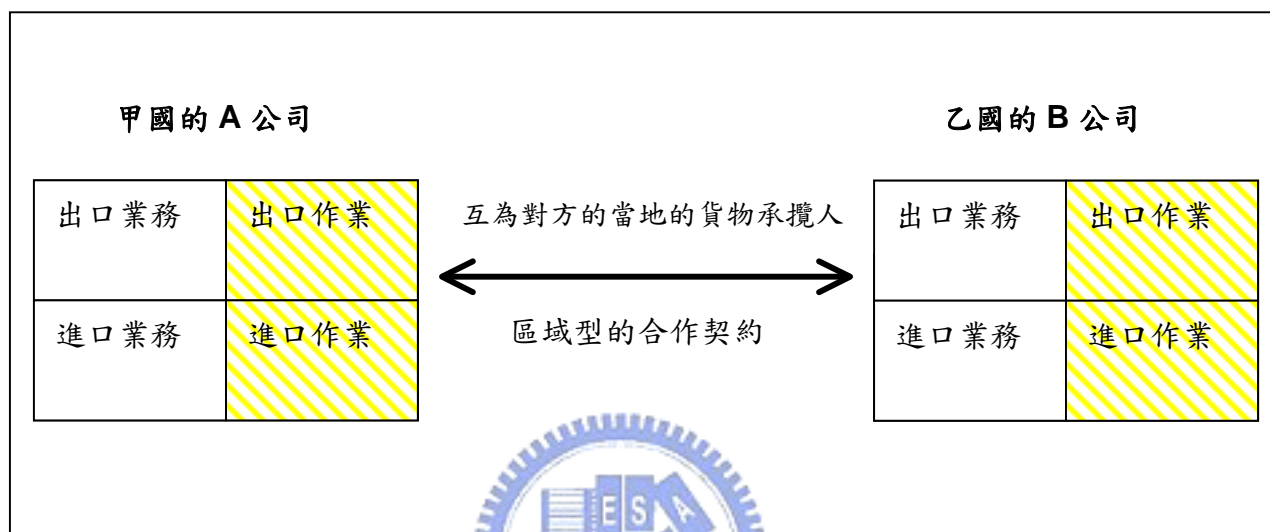 甲國的 A 公司
乙國的 B 公司
出口業務 出口作業
互為對方的當地的貨物承攬人
出口業務 出口作業
進口業務 進口作業
區域型的合作契約
進口業務 進口作業
E S A